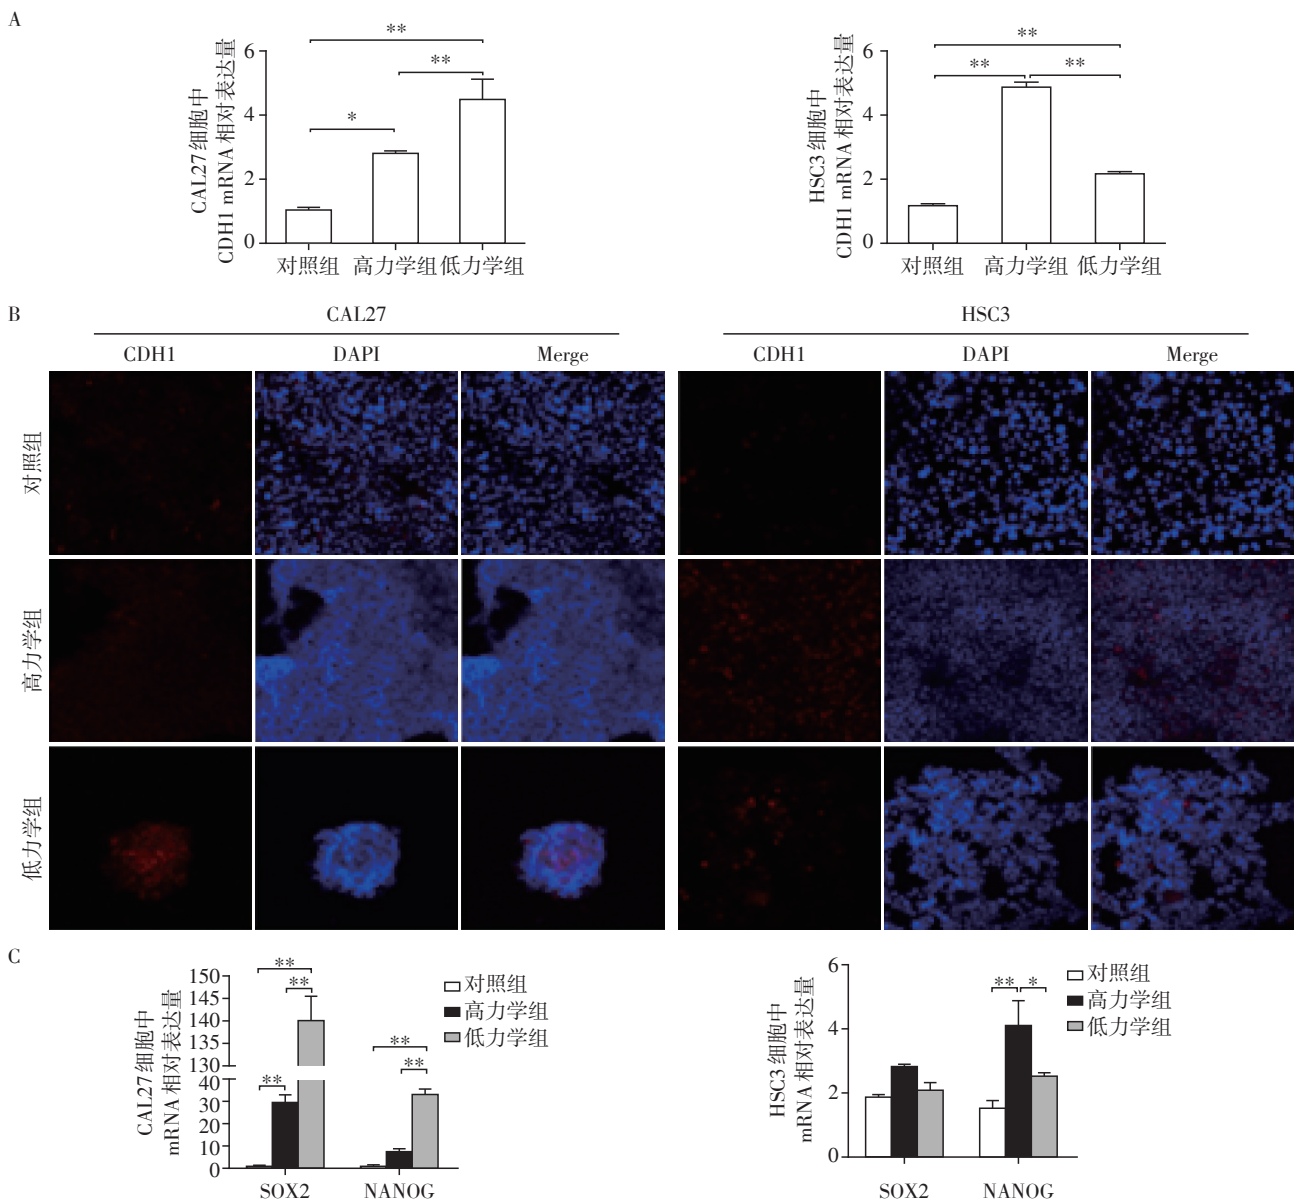 A
CAL27 细胞中
CDH1 mRNA 相对表达量
6
4
2
0
**
**
*
对照组 高力学组 低力学组
HSC3 细胞中
CDH1 mRNA 相对表达量
6
4
2
0
**
** **
对照组 高力学组 低力学组
B
CAL27 HSC3
CDH1 DAPI Merge CDH1 DAPI Merge
对照组
高力学组
低力学组
C
CAL27 细胞中
mRNA 相对表达量
150
145
140
135
130
40
30
20
10
0
**
**
**
**
**
SOX2 NANOG
对照组
高力学组
低力学组
HSC3 细胞中
mRNA 相对表达量
6
4
2
0
** *
SOX2 NANOG
对照组
高力学组
低力学组